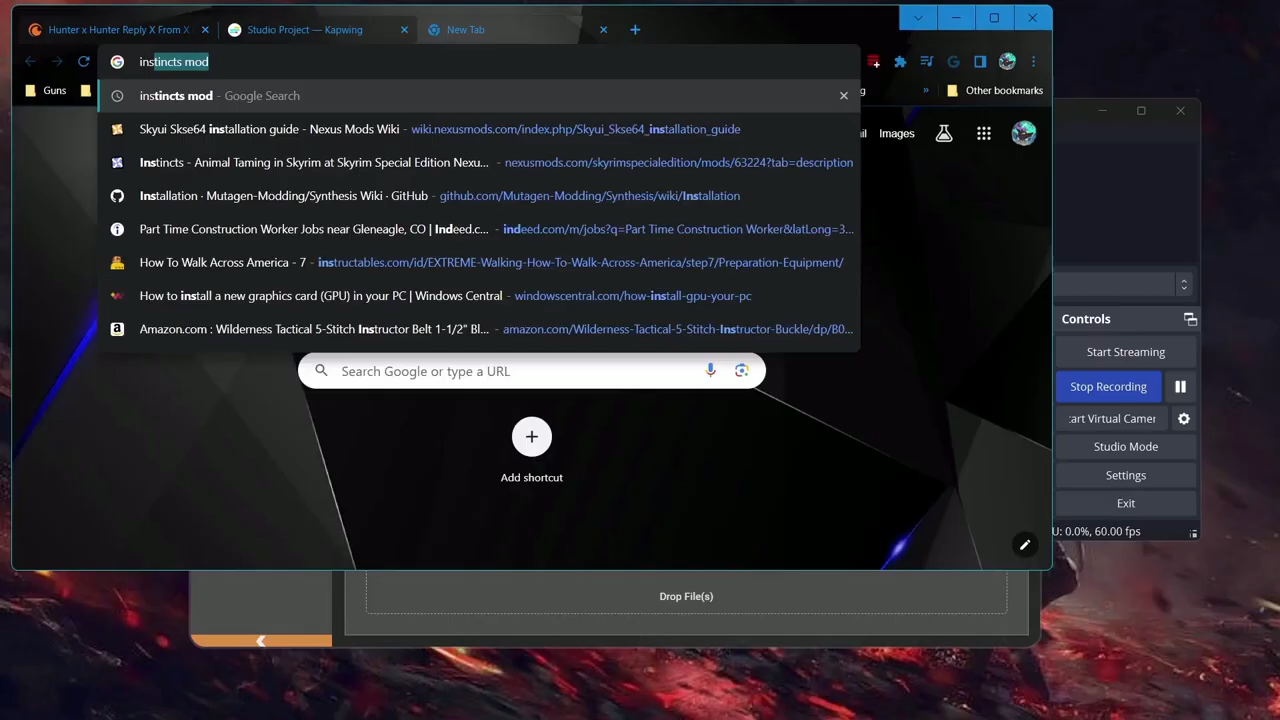 Hunter x Hunter Reply X From X
Studio Project — Kapwing
New Tab
instincts mod
Guns
Other bookmarks
instincts mod - Google Search
Skyui Skse64 installation guide - Nexus Mods Wiki - wiki.nexusmods.com/index.php/Skyui_Skse64_installation_guide
Images
Instincts - Animal Taming in Skyrim at Skyrim Special Edition Nexu... - nexusmods.com/skyrimspecialedition/mods/63224?tab=description
Installation · Mutagen-Modding/Synthesis Wiki · GitHub - github.com/Mutagen-Modding/Synthesis/wiki/Installation
Part Time Construction Worker Jobs near Gleneagle, CO | Indeed.c... - indeed.com/m/jobs?q=Part Time Construction Worker&latLong=3...
How To Walk Across America - 7 - instructables.com/id/EXTREME-Walking-How-To-Walk-Across-America/step7/Preparation-Equipment/
How to install a new graphics card (GPU) in your PC | Windows Central - windowscentral.com/how-install-gpu-your-pc
Amazon.com : Wilderness Tactical 5-Stitch Instructor Belt 1-1/2" Bl... - amazon.com/Wilderness-Tactical-5-Stitch-Instructor-Buckle/dp/B0...
Search Google or type a URL
Add shortcut
Controls
Start Streaming
Stop Recording
:art Virtual Camer
Studio Mode
Settings
Exit
U: 0.0%, 60.00 fps
Drop File(s)